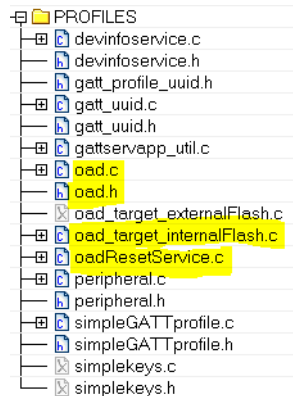 PROFILES
devinfoservice.c
devinfoservice.h
gatt_profile_uuid.h
gatt_uuid.c
gatt_uuid.h
gattservapp_util.c
oad.c
oad.h
oad_target_externalFlash.c
oad_target_internalFlash.c
oadResetService.c
peripheral.c
peripheral.h
simpleGATTprofile.c
simpleGATTprofile.h
simplekeys.c
simplekeys.h